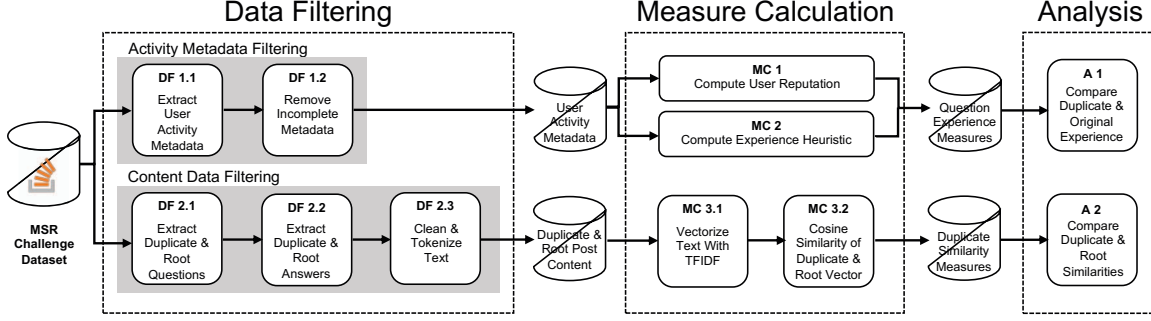 Data Filtering
Measure Calculation
Analysis
Activity Metadata Filtering
DF 1.1
Extract
User
Activity
Metadata
DF 1.2
Remove
Incomplete
Metadata
User
Activity
Metadata
MC 1
Compute User Reputation
MC 2
Compute Experience Heuristic
Question
Experience
Measures
A 1
Compare
Duplicate &
Original
Experience
MSR
Challenge
Dataset
Content Data Filtering
DF 2.1
Extract
Duplicate &
Root
Questions
DF 2.2
Extract
Duplicate &
Root
Answers
DF 2.3
Clean &
Tokenize
Text
Duplicate &
Root Post
Content
MC 3.1
Vectorize
Text With
TFIDF
MC 3.2
Cosine
Similarity of
Duplicate &
Root Vector
Duplicate
Similarity
Measures
A 2
Compare
Duplicate &
Root
Similarities